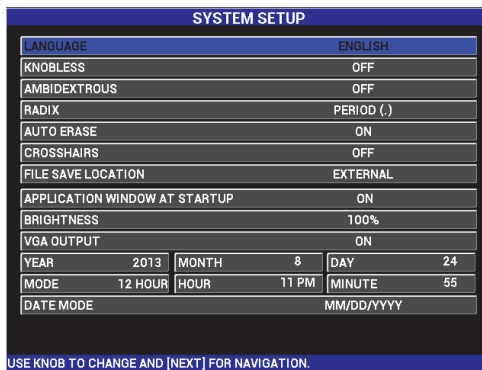 SYSTEM SETUP
LANGUAGE ENGLISH
KNOBLESS OFF
AMBIDEXTROUS OFF
RADIX PERIOD (.)
AUTO ERASE ON
CROSSHAIRS OFF
FILE SAVE LOCATION EXTERNAL
APPLICATION WINDOW AT STARTUP ON
BRIGHTNESS 100%
VGA OUTPUT ON
YEAR 2013 MONTH 8 DAY 24
MODE 12 HOUR HOUR 11 PM MINUTE 55
DATE MODE MM/DD/YYYY
USE KNOB TO CHANGE AND [NEXT] FOR NAVIGATION.